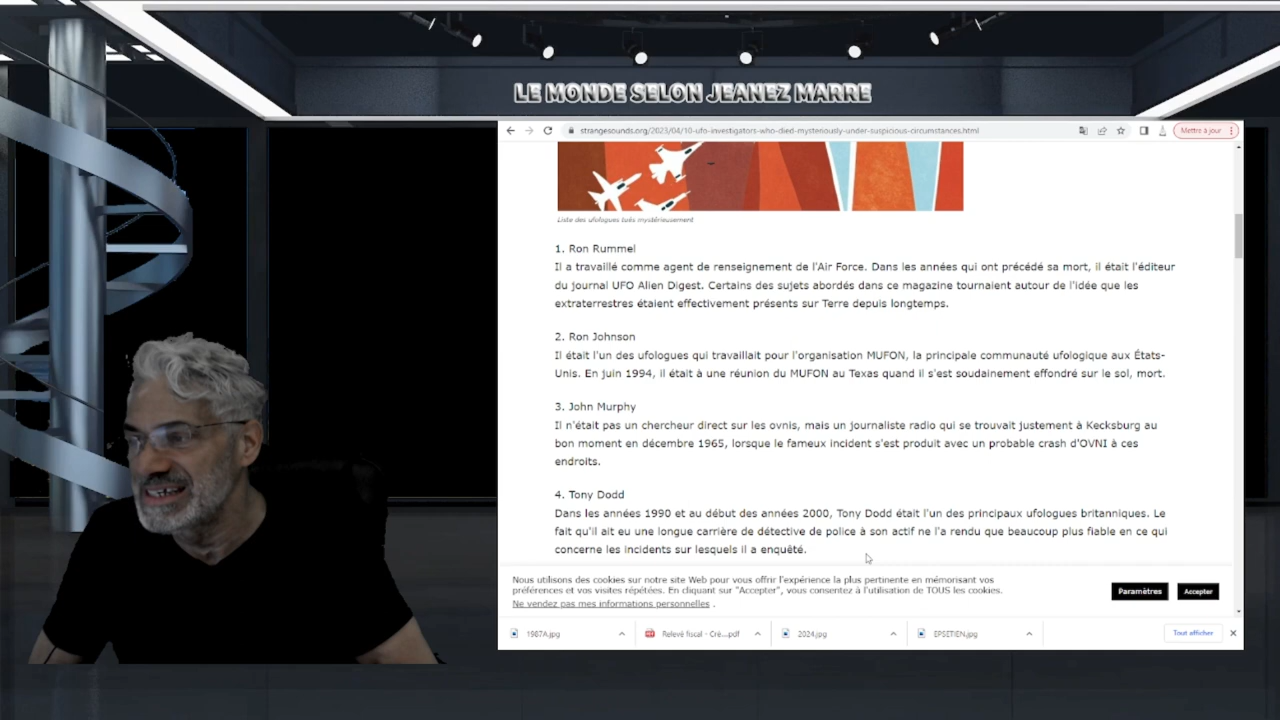 LE MONDE SELON JEANEZ MARRE
strangesounds.org/2023/04/10-ufo-investigators-who-died-mysteriously-under-suspicious-circumstances.html
Mettre à jour
Liste des ufologues tués mystérieusement
1. Ron Rummel
Il a travaillé comme agent de renseignement de l'Air Force. Dans les années qui ont précédé sa mort, il était l'éditeur
du journal UFO Alien Digest. Certains des sujets abordés dans ce magazine tournaient autour de l'idée que les
extraterrestres étaient effectivement présents sur Terre depuis longtemps.
2. Ron Johnson
Il était l'un des ufologues qui travaillait pour l'organisation MUFON, la principale communauté ufologique aux États-
Unis. En juin 1994, il était à une réunion du MUFON au Texas quand il s'est soudainement effondré sur le sol, mort.
3. John Murphy
Il n'était pas un chercheur direct sur les ovnis, mais un journaliste radio qui se trouvait justement à Kecksburg au
bon moment en décembre 1965, lorsque le fameux incident s'est produit avec un probable crash d'OVNI à ces
endroits.
4. Tony Dodd
Dans les années 1990 et au début des années 2000, Tony Dodd était l'un des principaux ufologues britanniques. Le
fait qu'il ait eu une longue carrière de détective de police à son actif ne l'a rendu que beaucoup plus fiable en ce qui
concerne les incidents sur lesquels il a enquêté.
Nous utilisons des cookies sur notre site Web pour vous offrir l'expérience la plus pertinente en mémorisant vos
préférences et vos visites répétées. En cliquant sur "Accepter", vous consentez à l'utilisation de TOUS les cookies.
Ne vendez pas mes informations personnelles .
Paramètres
Accepter
1987A.jpg
Relevé fiscal - Cré....pdf
2024.jpg
EPSETIEN.jpg
Tout afficher